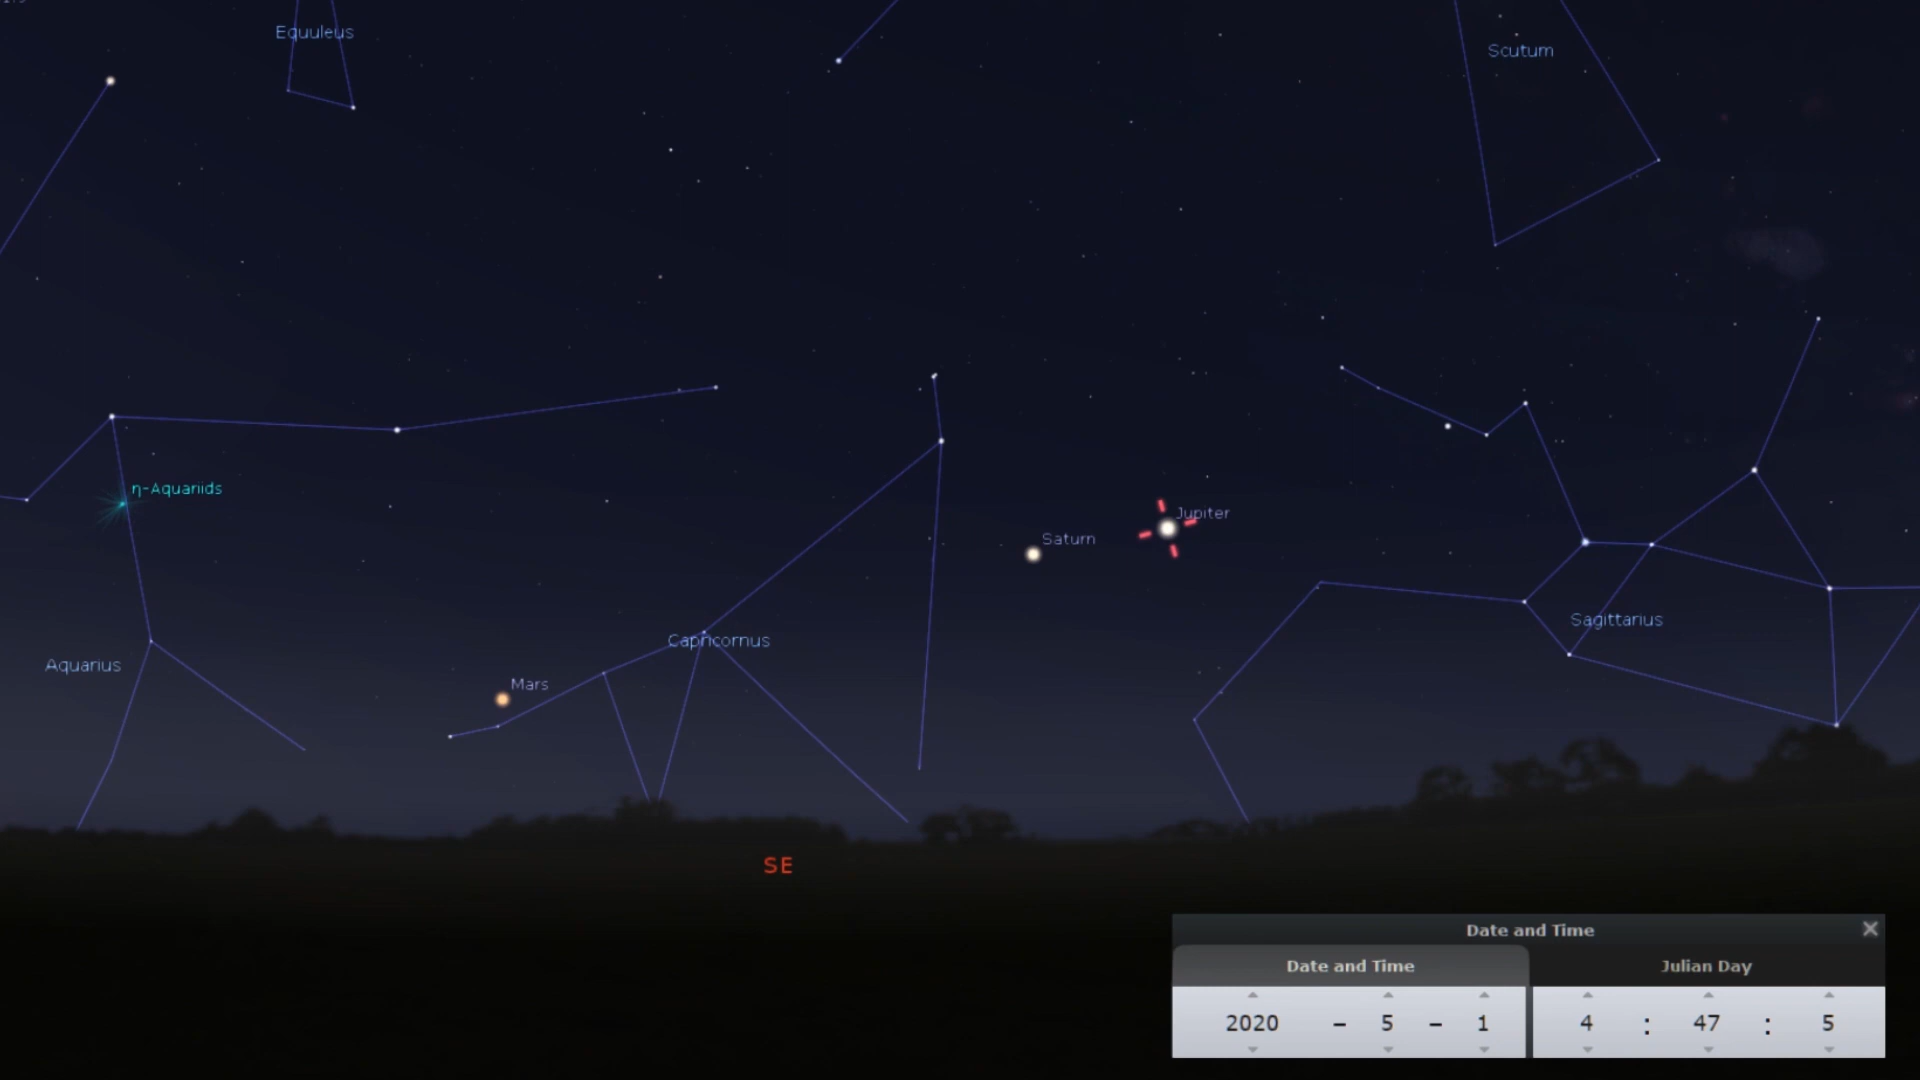 Equuleus
Scutum
η-Aquariids
Jupiter
Saturn
Sagittarius
Capricornus
Aquarius
Mars
SE
Date and Time
Date and Time Julian Day
2020 - 5 - 1 4 : 47 : 5